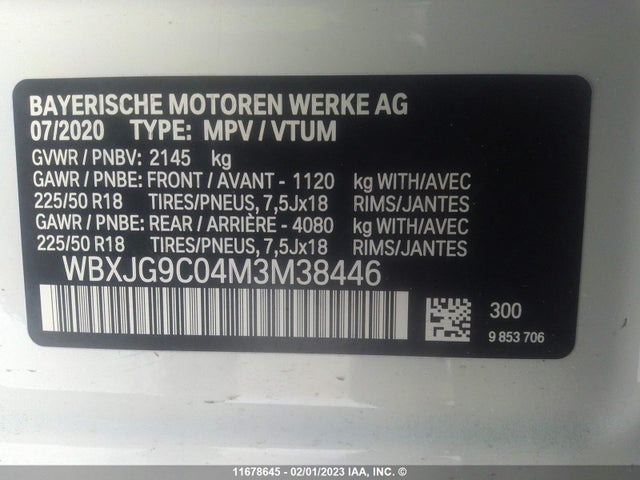 BAYERISCHE MOTOREN WERKE AG
07/2020 TYPE: MPV / VTUM
GVWR / PNBV: 2145 kg
GAWR / PNBE: FRONT / AVANT - 1120 kg WITH/AVEC
225/50 R18 TIRES/PNEUS, 7,5Jx18 RIMS/JANTES
GAWR / PNBE: REAR / ARRIÈRE - 4080 kg WITH/AVEC
225/50 R18 TIRES/PNEUS, 7,5Jx18 RIMS/JANTES
WBXJG9C04M3M38446
300
9 853 706
11678645 - 02/01/2023 IAA, INC. ©